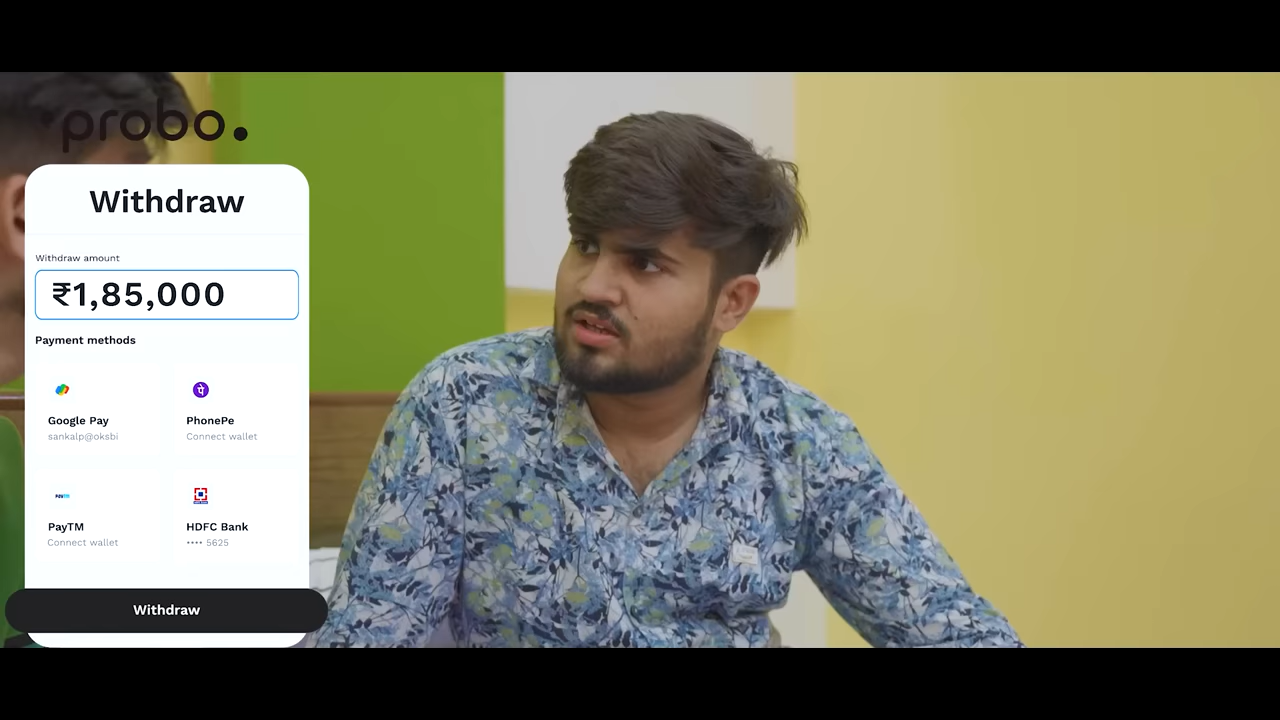 probo.
Withdraw
Withdraw amount
₹1,85,000
Payment methods
Google Pay
sankalp@oksbi
PhonePe
Connect wallet
PayTM
Connect wallet
HDFC Bank
•••• 5625
Withdraw